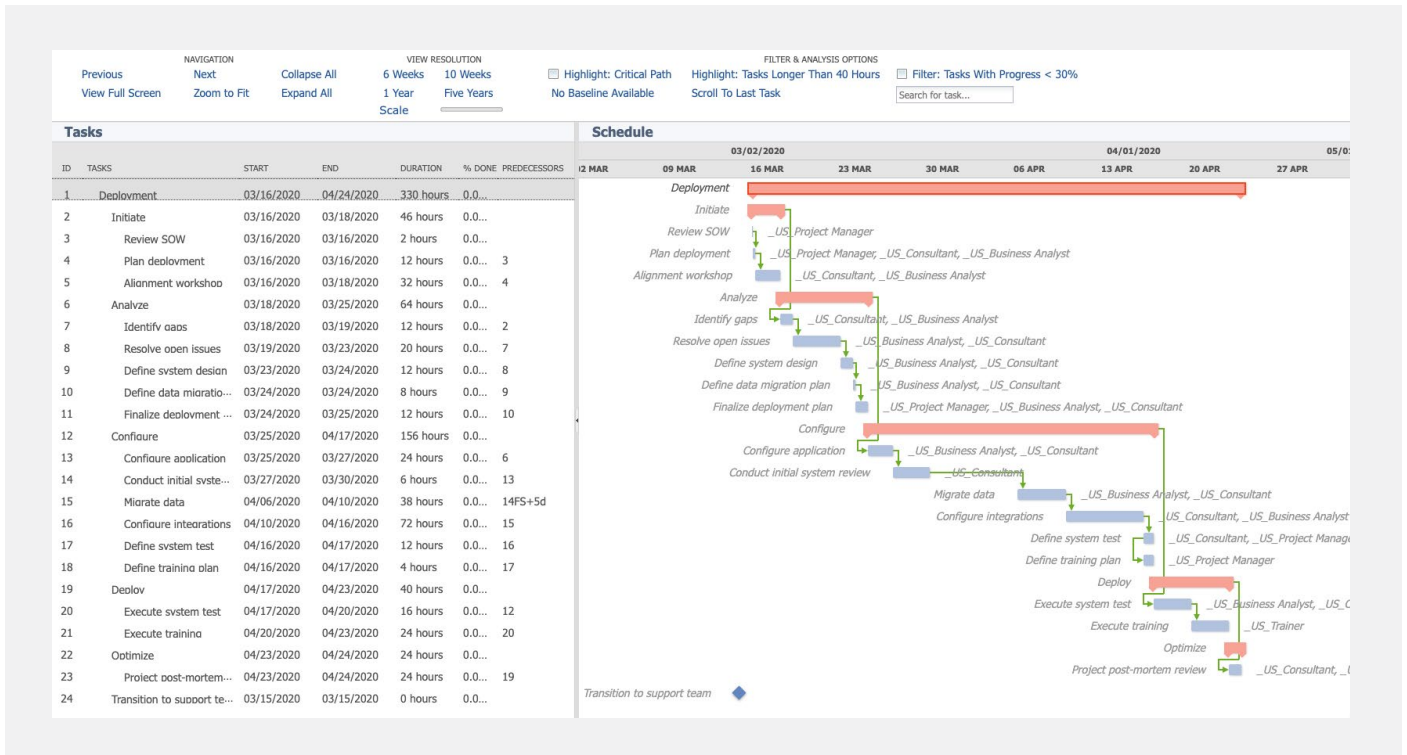 NAVIGATION VIEW RESOLUTION FILTER & ANALYSIS OPTIONS
Previous Next Collapse All 6 Weeks 10 Weeks Highlight: Critical Path Highlight: Tasks Longer Than 40 Hours Filter: Tasks With Progress < 30%
View Full Screen Zoom to Fit Expand All 1 Year Five Years No Baseline Available Scroll To Last Task Search for task...
Scale
Tasks Schedule
03/02/2020 04/01/2020
ID TASKS START END DURATION % DONE PREDECESSORS 02 MAR 09 MAR 16 MAR 23 MAR 30 MAR 06 APR 13 APR 20 APR 27 APR
1 Deployment 03/16/2020 04/24/2020 330 hours 0.0... Deployment
2 Initiate 03/16/2020 03/18/2020 46 hours 0.0... Initiate
3 Review SOW 03/16/2020 03/16/2020 2 hours 0.0... Review SOW _US_Project Manager
4 Plan deployment 03/16/2020 03/16/2020 12 hours 0.0... 3 Plan deployment _US_Project Manager, _US_Consultant, _US_Business Analyst
5 Alignment workshop 03/16/2020 03/18/2020 32 hours 0.0... 4 Alignment workshop _US_Consultant, _US_Business Analyst
6 Analyze 03/18/2020 03/25/2020 64 hours 0.0... Analyze
7 Identify gaps 03/18/2020 03/19/2020 12 hours 0.0... 2 Identify gaps _US_Consultant, _US_Business Analyst
8 Resolve open issues 03/19/2020 03/23/2020 20 hours 0.0... 7 Resolve open issues _US_Business Analyst, _US_Consultant
9 Define system design 03/23/2020 03/24/2020 12 hours 0.0... 8 Define system design _US_Business Analyst, _US_Consultant
10 Define data migratio... 03/24/2020 03/24/2020 8 hours 0.0... 9 Define data migration plan _US_Business Analyst, _US_Consultant
11 Finalize deployment ... 03/24/2020 03/25/2020 12 hours 0.0... 10 Finalize deployment plan _US_Project Manager, _US_Business Analyst, _US_Consultant
12 Configure 03/25/2020 04/17/2020 156 hours 0.0... Configure
13 Configure application 03/25/2020 03/27/2020 24 hours 0.0... 6 Configure application _US_Business Analyst, _US_Consultant
14 Conduct initial syste... 03/27/2020 03/30/2020 6 hours 0.0... 13 Conduct initial system review _US_Consultant
15 Migrate data 04/06/2020 04/10/2020 38 hours 0.0... 14FS+5d Migrate data _US_Business Analyst, _US_Consultant
16 Configure integrations 04/10/2020 04/16/2020 72 hours 0.0... 15 Configure integrations _US_Consultant, _US_Business Analyst
17 Define system test 04/16/2020 04/17/2020 12 hours 0.0... 16 Define system test _US_Consultant, _US_Project Manag
18 Define training plan 04/16/2020 04/17/2020 4 hours 0.0... 17 Define training plan _US_Project Manager
19 Deploy 04/17/2020 04/23/2020 40 hours 0.0... Deploy
20 Execute system test 04/17/2020 04/20/2020 16 hours 0.0... 12 Execute system test _US_Business Analyst, _US_C
21 Execute training 04/20/2020 04/23/2020 24 hours 0.0... 20 Execute training _US_Trainer
22 Optimize 04/23/2020 04/24/2020 24 hours 0.0... Optimize
23 Project post-mortem... 04/23/2020 04/24/2020 24 hours 0.0... 19 Project post-mortem review _US_Consultant,
24 Transition to support te... 03/15/2020 03/15/2020 0 hours 0.0... Transition to support team